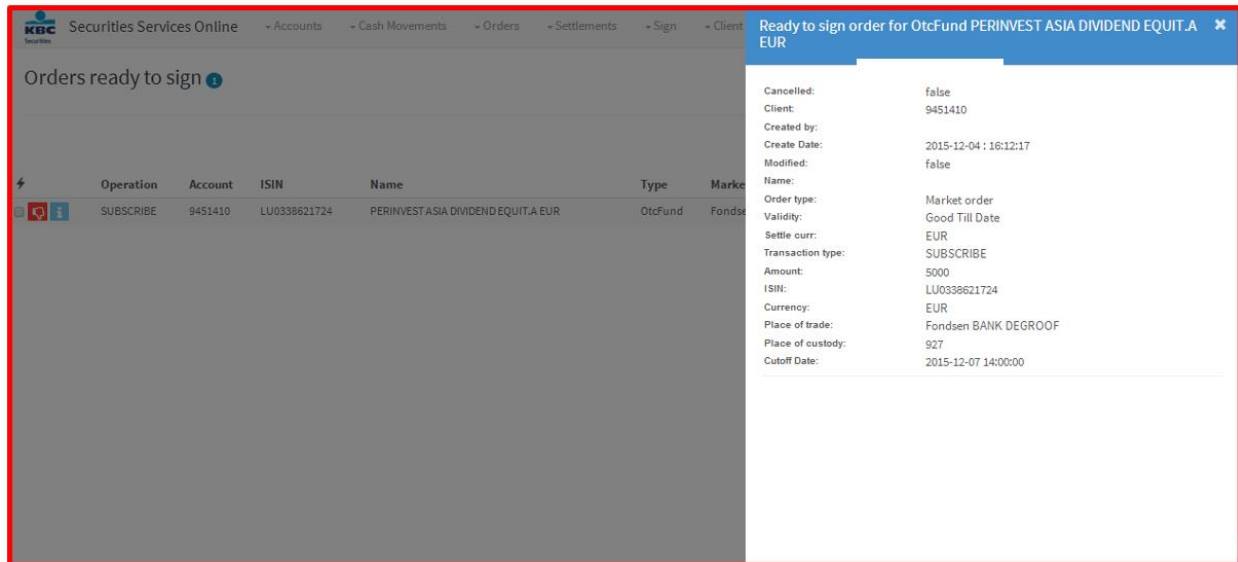 KBC
Securities
Securities Services Online
Accounts
Cash Movements
Orders
Settlements
Sign
Client
Orders ready to sign 1
Operation Account ISIN Name Type Marke
SUBSCRIBE 9451410 LU0338621724 PERINVEST ASIA DIVIDEND EQUIT.A EUR OtcFund Fondse
Ready to sign order for OtcFund PERINVEST ASIA DIVIDEND EQUIT.A
EUR
Cancelled: false
Client: 9451410
Created by:
Create Date: 2015-12-04 : 16:12:17
Modified: false
Name:
Order type: Market order
Validity: Good Till Date
Settle curr: EUR
Transaction type: SUBSCRIBE
Amount: 5000
ISIN: LU0338621724
Currency: EUR
Place of trade: Fondsen BANK DEGROOF
Place of custody: 927
Cutoff Date: 2015-12-07 14:00:00